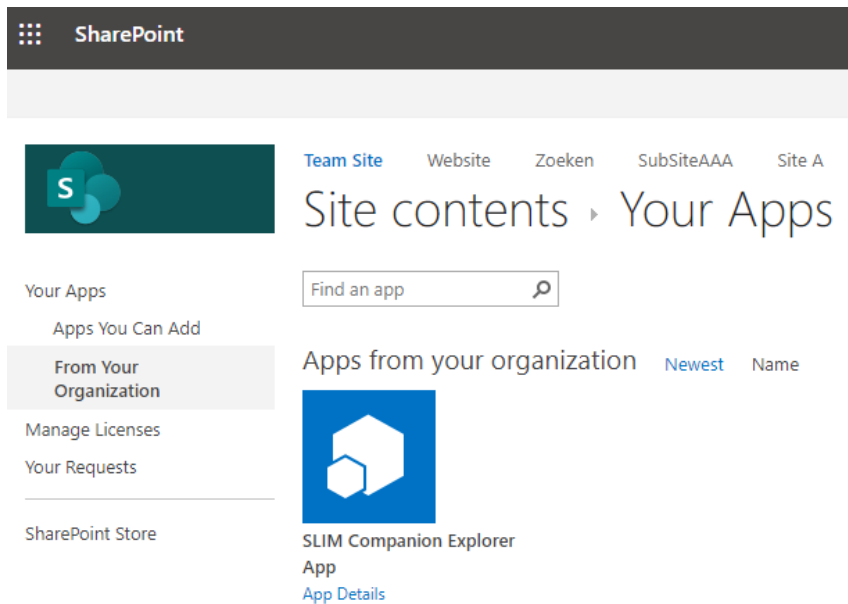 SharePoint
Team Site Website Zoeken SubSiteAAA Site A
S
Site contents Your Apps
Your Apps
Find an app
Apps You Can Add
From Your
Organization
Apps from your organization Newest Name
Manage Licenses
Your Requests
SharePoint Store
SLIM Companion Explorer
App
App Details